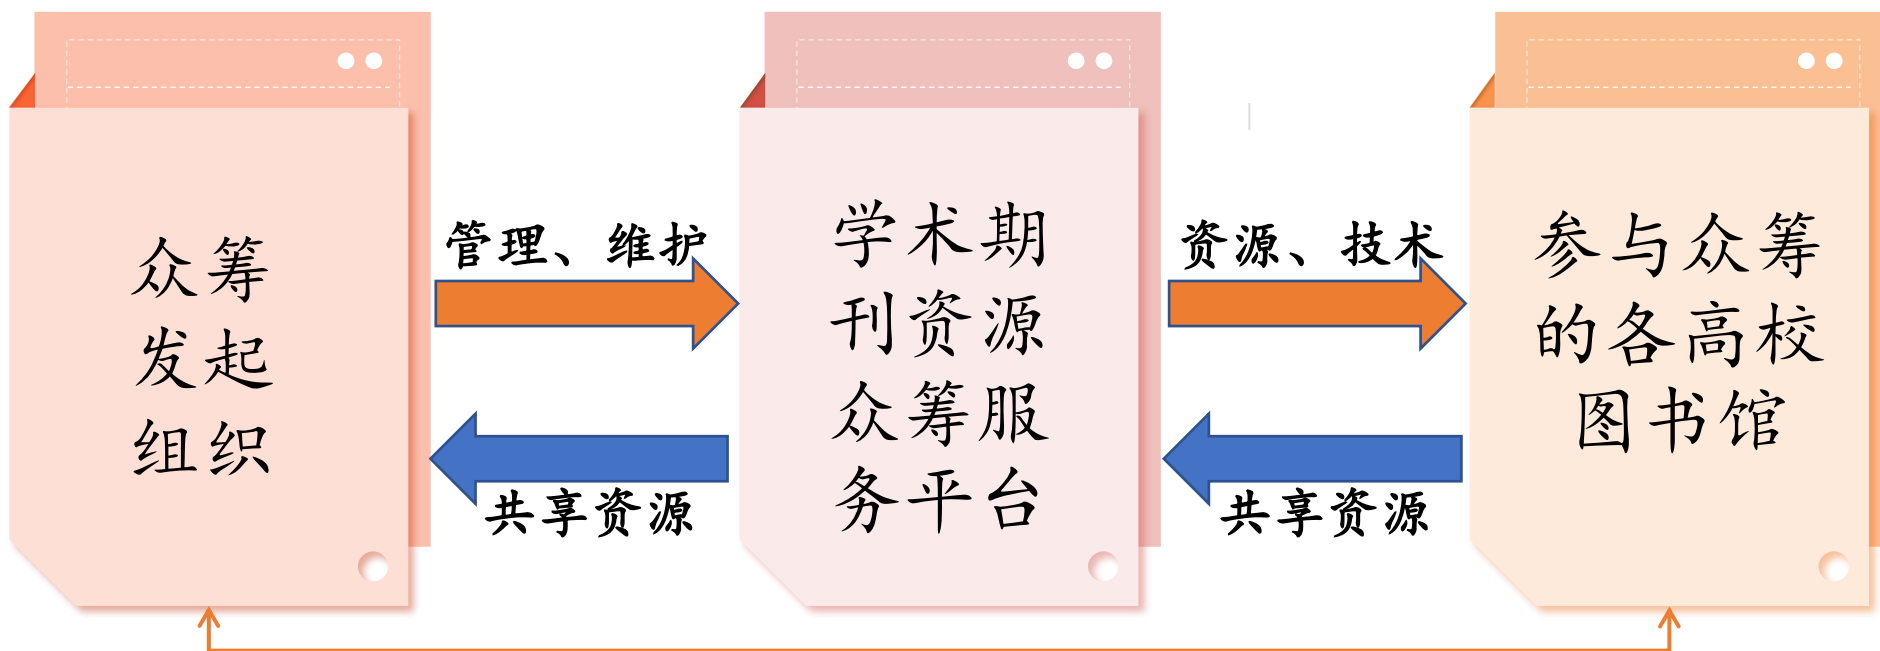 众筹
发起
组织
管理、维护
共享资源
学术期
刊资源
众筹服
务平台
资源、技术
共享资源
参与众筹
的各高校
图书馆